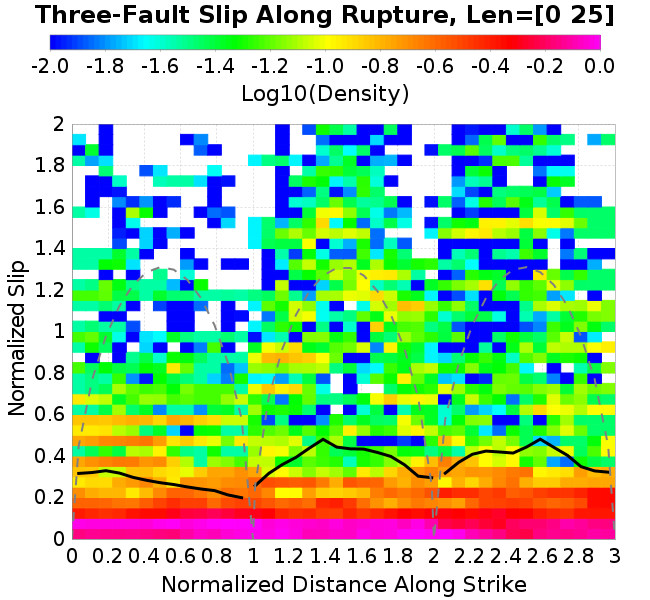 Three-Fault Slip Along Rupture, Len=[0 25]
-2.0 -1.8 -1.6 -1.4 -1.2 -1.0 -0.8 -0.6 -0.4 -0.2 0.0
Log10(Density)
2
1.8
1.6
1.4
1.2
1
0.8
0.6
0.4
0.2
0
Normalized Slip
0 0.2 0.4 0.6 0.8 1 1.2 1.4 1.6 1.8 2 2.2 2.4 2.6 2.8 3
Normalized Distance Along Strike